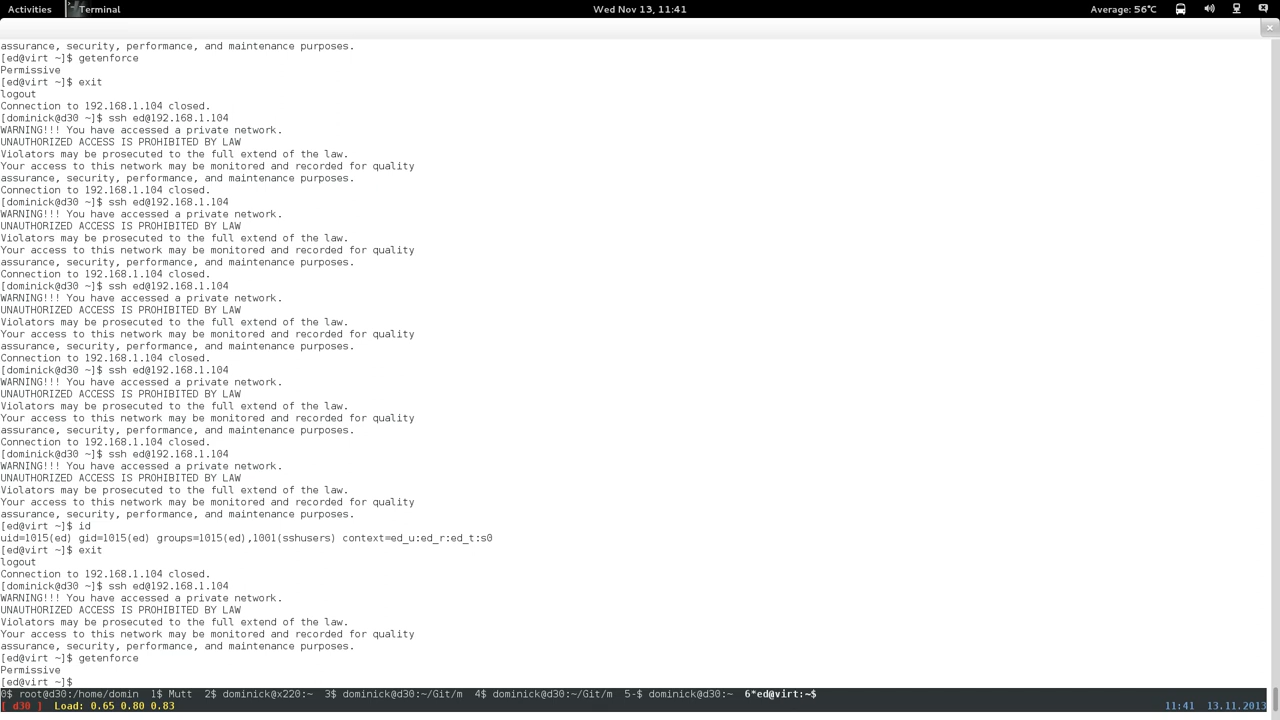 Activities Terminal Wed Nov 13, 11:41 Average: 56°C
assurance, security, performance, and maintenance purposes.
[ed@virt ~]$ getenforce
Permissive
[ed@virt ~]$ exit
logout
Connection to 192.168.1.104 closed.
[dominick@d30 ~]$ ssh ed@192.168.1.104
WARNING!!! You have accessed a private network.
UNAUTHORIZED ACCESS IS PROHIBITED BY LAW
Violators may be prosecuted to the full extend of the law.
Your access to this network may be monitored and recorded for quality
assurance, security, performance, and maintenance purposes.
Connection to 192.168.1.104 closed.
[dominick@d30 ~]$ ssh ed@192.168.1.104
WARNING!!! You have accessed a private network.
UNAUTHORIZED ACCESS IS PROHIBITED BY LAW
Violators may be prosecuted to the full extend of the law.
Your access to this network may be monitored and recorded for quality
assurance, security, performance, and maintenance purposes.
Connection to 192.168.1.104 closed.
[dominick@d30 ~]$ ssh ed@192.168.1.104
WARNING!!! You have accessed a private network.
UNAUTHORIZED ACCESS IS PROHIBITED BY LAW
Violators may be prosecuted to the full extend of the law.
Your access to this network may be monitored and recorded for quality
assurance, security, performance, and maintenance purposes.
Connection to 192.168.1.104 closed.
[dominick@d30 ~]$ ssh ed@192.168.1.104
WARNING!!! You have accessed a private network.
UNAUTHORIZED ACCESS IS PROHIBITED BY LAW
Violators may be prosecuted to the full extend of the law.
Your access to this network may be monitored and recorded for quality
assurance, security, performance, and maintenance purposes.
Connection to 192.168.1.104 closed.
[dominick@d30 ~]$ ssh ed@192.168.1.104
WARNING!!! You have accessed a private network.
UNAUTHORIZED ACCESS IS PROHIBITED BY LAW
Violators may be prosecuted to the full extend of the law.
Your access to this network may be monitored and recorded for quality
assurance, security, performance, and maintenance purposes.
[ed@virt ~]$ id
uid=1015(ed) gid=1015(ed) groups=1015(ed),1001(sshusers) context=ed_u:ed_r:ed_t:s0
[ed@virt ~]$ exit
logout
Connection to 192.168.1.104 closed.
[dominick@d30 ~]$ ssh ed@192.168.1.104
WARNING!!! You have accessed a private network.
UNAUTHORIZED ACCESS IS PROHIBITED BY LAW
Violators may be prosecuted to the full extend of the law.
Your access to this network may be monitored and recorded for quality
assurance, security, performance, and maintenance purposes.
[ed@virt ~]$ getenforce
Permissive
[ed@virt ~]$
0$ root@d30:/home/domin 1$ Mutt 2$ dominick@x220:~ 3$ dominick@d30:~/Git/m 4$ dominick@d30:~/Git/m 5-$ dominick@d30:~ 6*ed@virt:~$
[ d30 ] Load: 0.65 0.80 0.83 11:41 13.11.2013